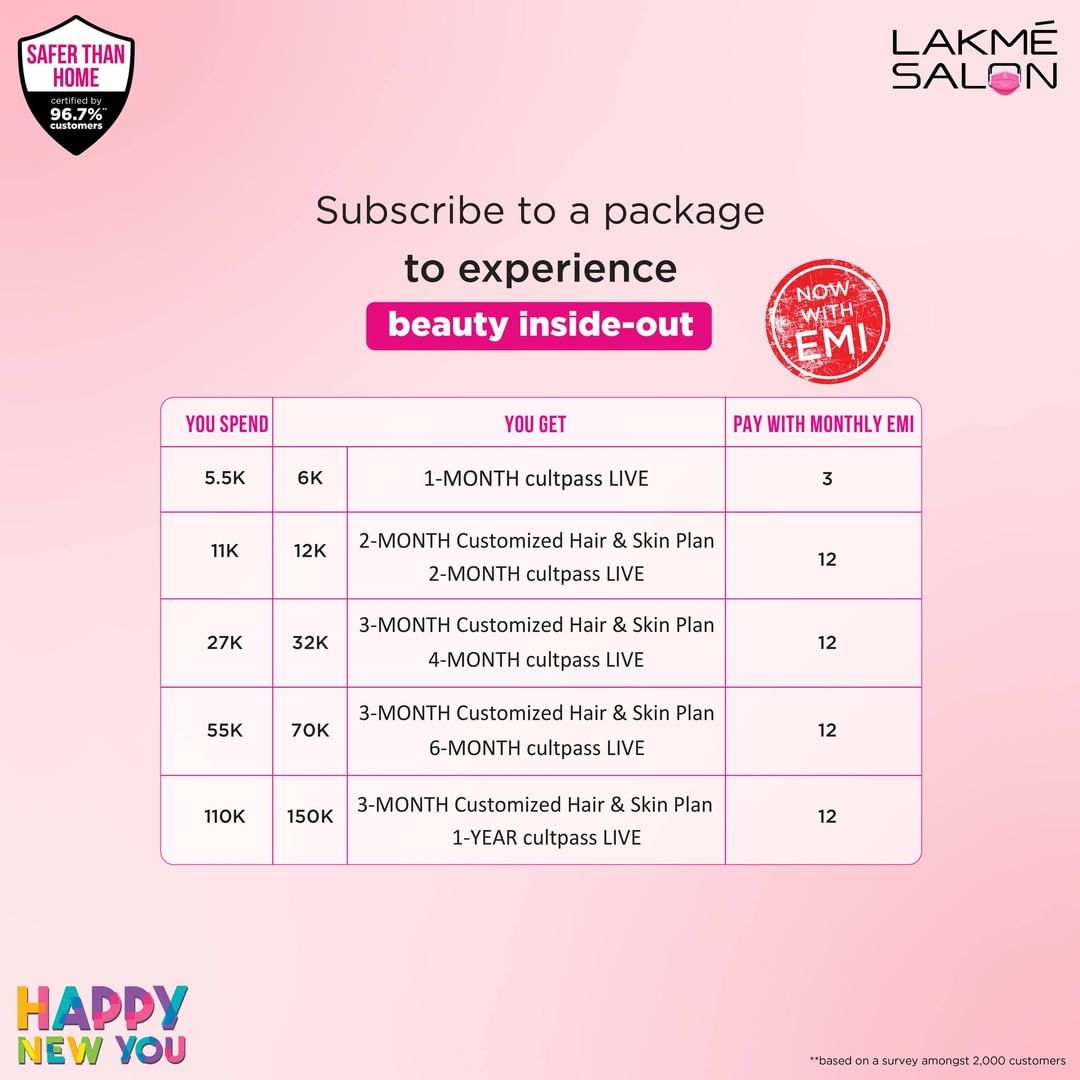 SAFER THAN
HOME
certified by
96.7%**
customers
LAKMÉ
SALON
Subscribe to a package
to experience
beauty inside-out
NOW
WITH
EMI
YOU SPEND YOU GET PAY WITH MONTHLY EMI
5.5K 6K 1-MONTH cultpass LIVE 3
11K 12K 2-MONTH Customized Hair & Skin Plan
2-MONTH cultpass LIVE 12
27K 32K 3-MONTH Customized Hair & Skin Plan
4-MONTH cultpass LIVE 12
55K 70K 3-MONTH Customized Hair & Skin Plan
6-MONTH cultpass LIVE 12
110K 150K 3-MONTH Customized Hair & Skin Plan
1-YEAR cultpass LIVE 12
HAPPY
NEW YOU
**based on a survey amongst 2,000 customers